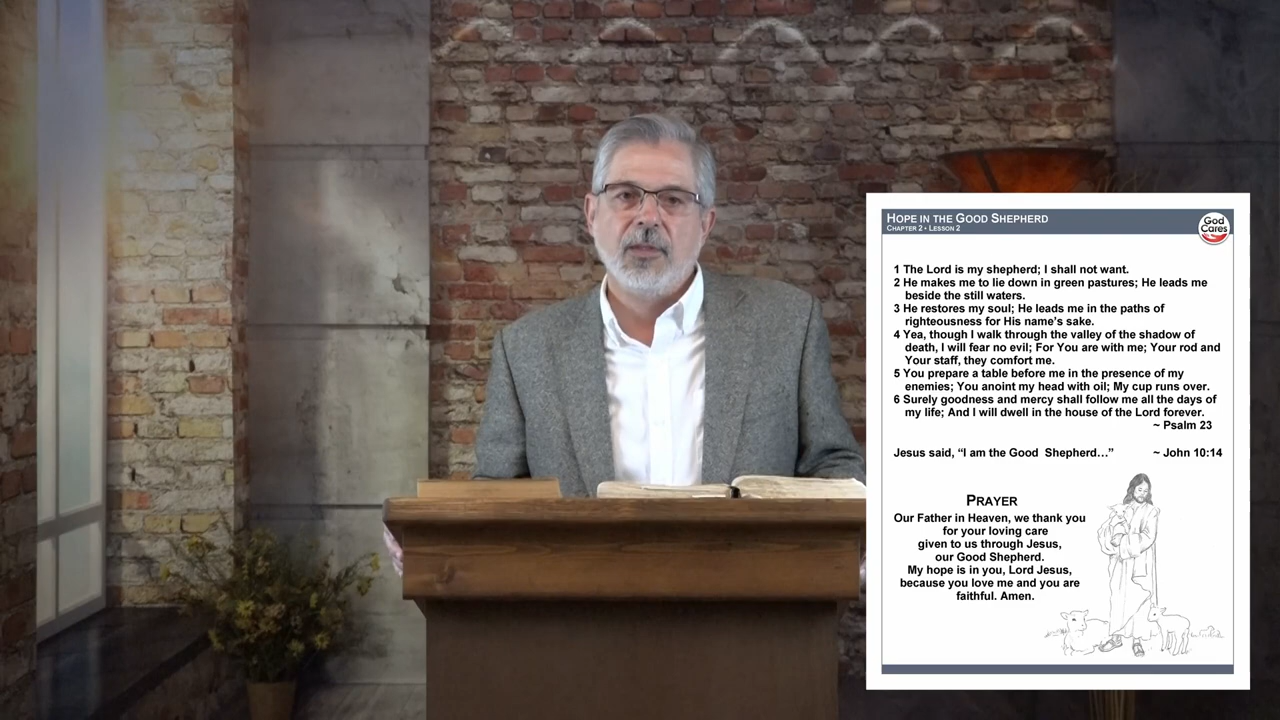 HOPE IN THE GOOD SHEPHERD
CHAPTER 2 • LESSON 2
God
Cares
1 The Lord is my shepherd; I shall not want.
2 He makes me to lie down in green pastures; He leads me
beside the still waters.
3 He restores my soul; He leads me in the paths of
righteousness for His name's sake.
4 Yea, though I walk through the valley of the shadow of
death, I will fear no evil; For You are with me; Your rod and
Your staff, they comfort me.
5 You prepare a table before me in the presence of my
enemies; You anoint my head with oil; My cup runs over.
6 Surely goodness and mercy shall follow me all the days of
my life; And I will dwell in the house of the Lord forever.
~ Psalm 23
Jesus said, “I am the Good  Shepherd…” ~ John 10:14
PRAYER
Our Father in Heaven, we thank you
for your loving care
given to us through Jesus,
our Good Shepherd.
My hope is in you, Lord Jesus,
because you love me and you are
faithful. Amen.